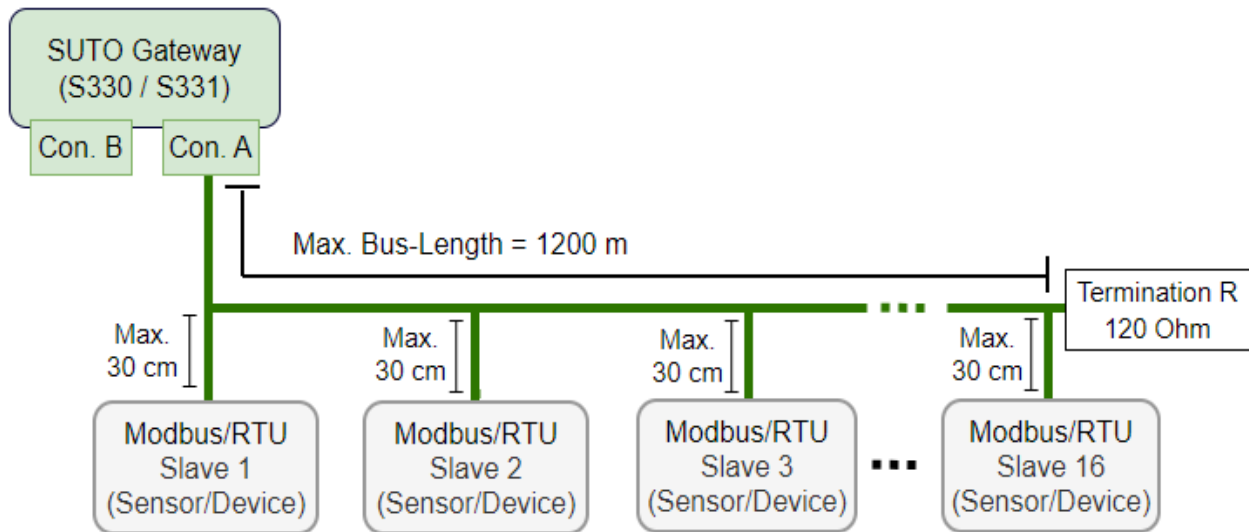 SUTO Gateway
(S330 / S331)
Con. B
Con. A
Max. Bus-Length = 1200 m
Termination R
120 Ohm
Max.
30 cm
Max.
30 cm
Max.
30 cm
Max.
30 cm
Modbus/RTU
Slave 1
(Sensor/Device)
Modbus/RTU
Slave 2
(Sensor/Device)
Modbus/RTU
Slave 3
(Sensor/Device)
Modbus/RTU
Slave 16
(Sensor/Device)